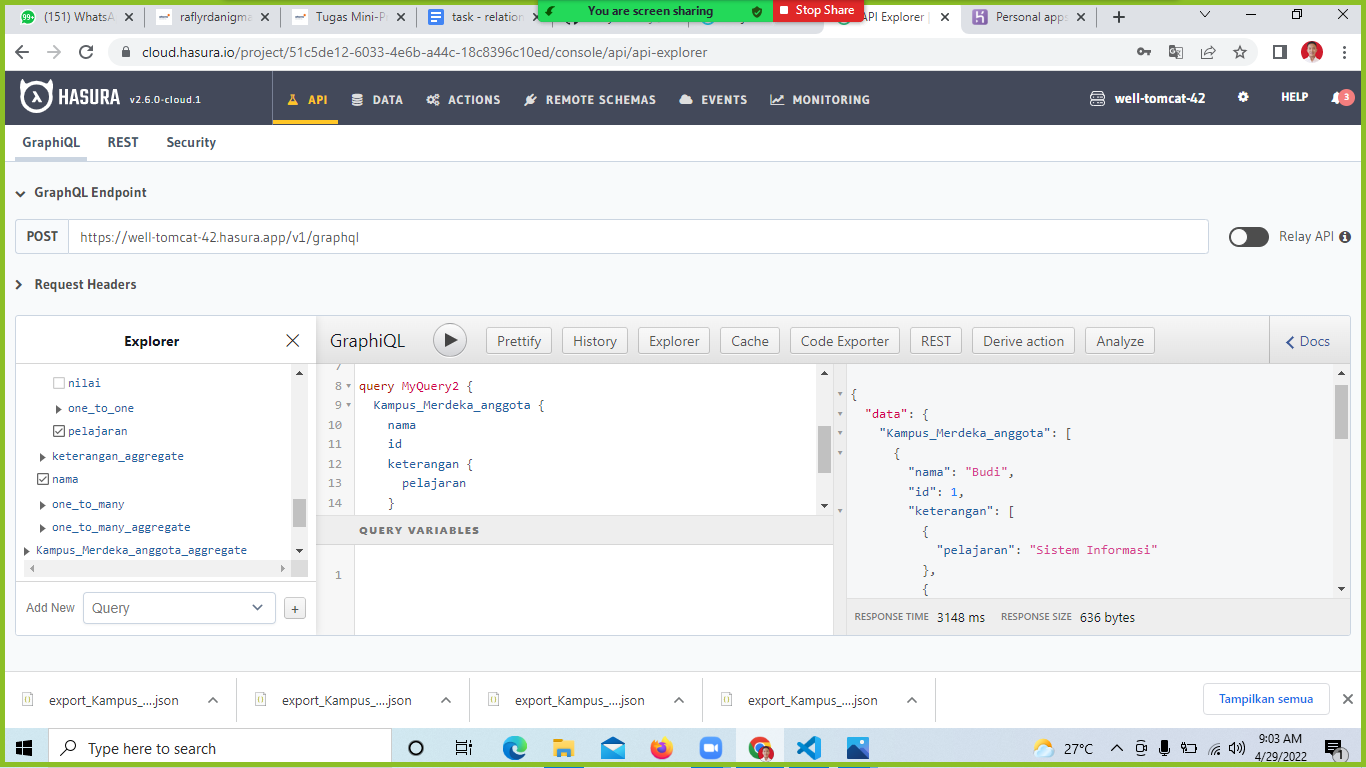 You are screen sharing
Stop Share
(151) WhatsA
raflyrdanigma
Tugas Mini-P
task - relation
API Explorer |
Personal apps
cloud.hasura.io/project/51c5de12-6033-4e6b-a44c-18c8396c10ed/console/api/api-explorer
HASURA v2.6.0-cloud.1
API
DATA
ACTIONS
REMOTE SCHEMAS
EVENTS
MONITORING
well-tomcat-42
HELP
3
GraphiQL
REST
Security
GraphQL Endpoint
POST
https://well-tomcat-42.hasura.app/v1/graphql
Relay API
Request Headers
Explorer
GraphiQL
Prettify
History
Explorer
Cache
Code Exporter
REST
Derive action
Analyze
Docs
nilai
one_to_one
pelajaran
keterangan_aggregate
nama
one_to_many
one_to_many_aggregate
Kampus_Merdeka_anggota_aggregate
Add New
Query
+
7
8 query MyQuery2 {
9 Kampus_Merdeka_anggota {
10 nama
11 id
12 keterangan {
13 pelajaran
14 }
QUERY VARIABLES
1
{
"data": {
"Kampus_Merdeka_anggota": [
{
"nama": "Budi",
"id": 1,
"keterangan": [
{
"pelajaran": "Sistem Informasi"
},
{
RESPONSE TIME 3148 ms RESPONSE SIZE 636 bytes
export_Kampus_....json
export_Kampus_....json
export_Kampus_....json
export_Kampus_....json
Tampilkan semua
Type here to search
27°C
9:03 AM
4/29/2022
1